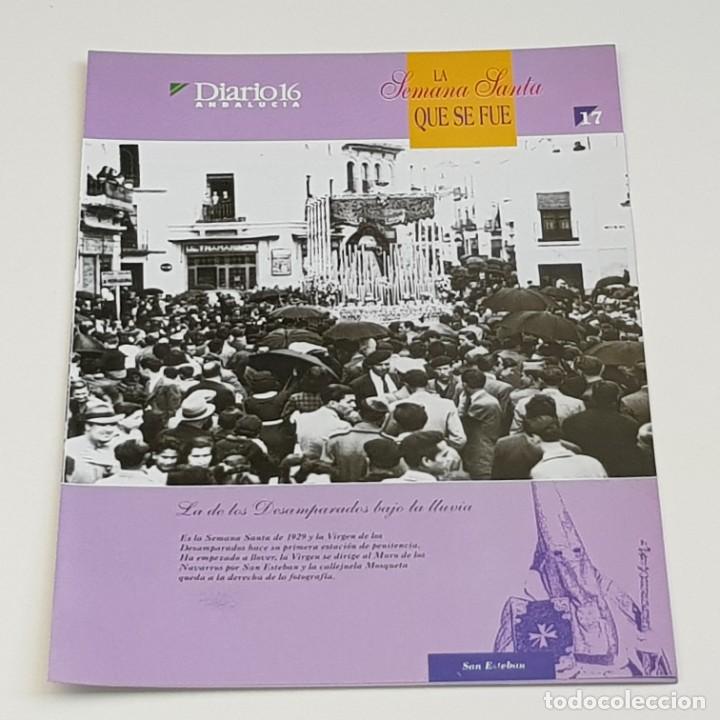 Diario16
ANDALUCIA
LA
Semana Santa
QUE SE FUE
17
ULTRAMARINOS
La de los Desamparados bajo la lluvia
Es la Semana Santa de 1929 y la Virgen de los
Desamparados hace su primera estación de penitencia.
Ha empezado a llover, la Virgen se dirige al Muro de los
Navarros por San Esteban y la callejuela Mosqueta
queda a la derecha de la fotografía.
San Esteban
todocoleccion.net